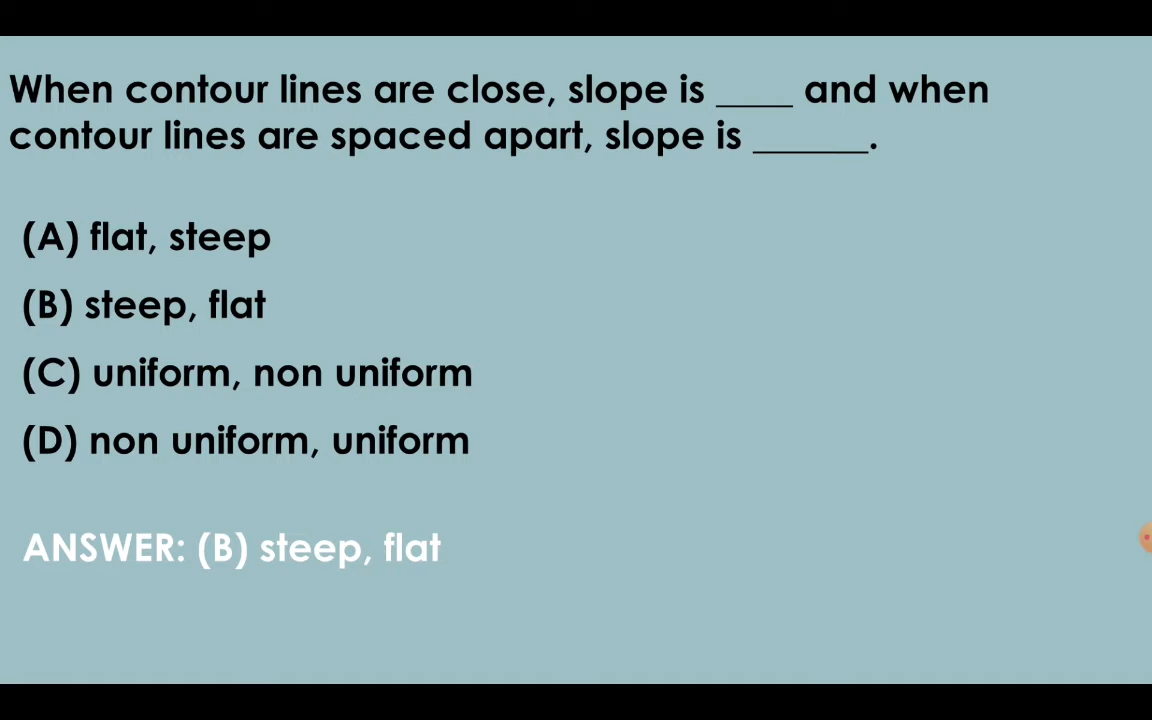 When contour lines are close, slope is ____ and when
contour lines are spaced apart, slope is ______.
(A) flat, steep
(B) steep, flat
(C) uniform, non uniform
(D) non uniform, uniform
ANSWER: (B) steep, flat